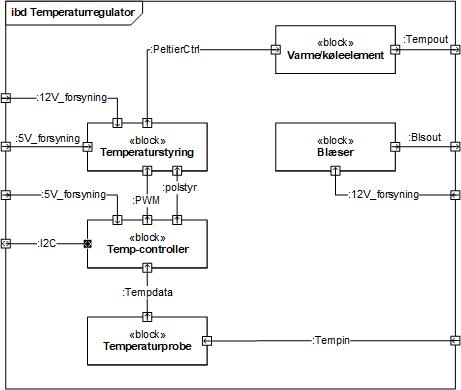 ibd Temperaturregulator
:PeltierCtrl
«block»
Varme/køleelement
:Tempout
:12V_forsyning
:5V_forsyning
«block»
Temperaturstyring
«block»
Blæser
:Blsout
:polstyr
:5V_forsyning
:PWM
:12V_forsyning
:I2C
«block»
Temp-controller
:Tempdata
«block»
Temperaturprobe
:Tempin